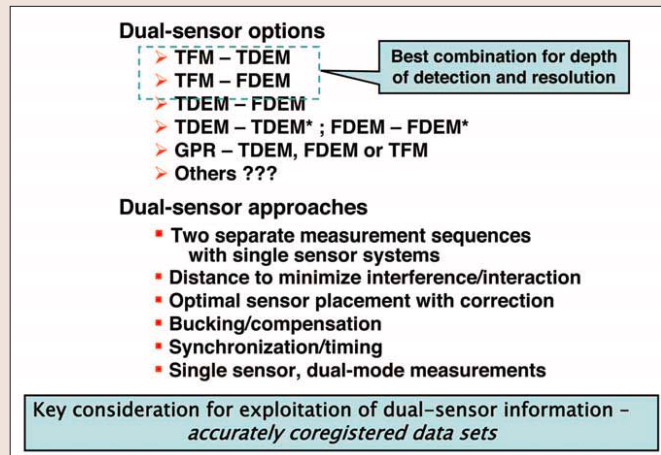 Dual-sensor options
➢ TFM – TDEM
➢ TFM – FDEM
➢ TDEM – FDEM
➢ TDEM – TDEM* ; FDEM – FDEM*
➢ GPR – TDEM, FDEM or TFM
➢ Others ???
Best combination for depth
of detection and resolution
Dual-sensor approaches
▪ Two separate measurement sequences
with single sensor systems
▪ Distance to minimize interference/interaction
▪ Optimal sensor placement with correction
▪ Bucking/compensation
▪ Synchronization/timing
▪ Single sensor, dual-mode measurements
Key consideration for exploitation of dual-sensor information –
accurately coregistered data sets